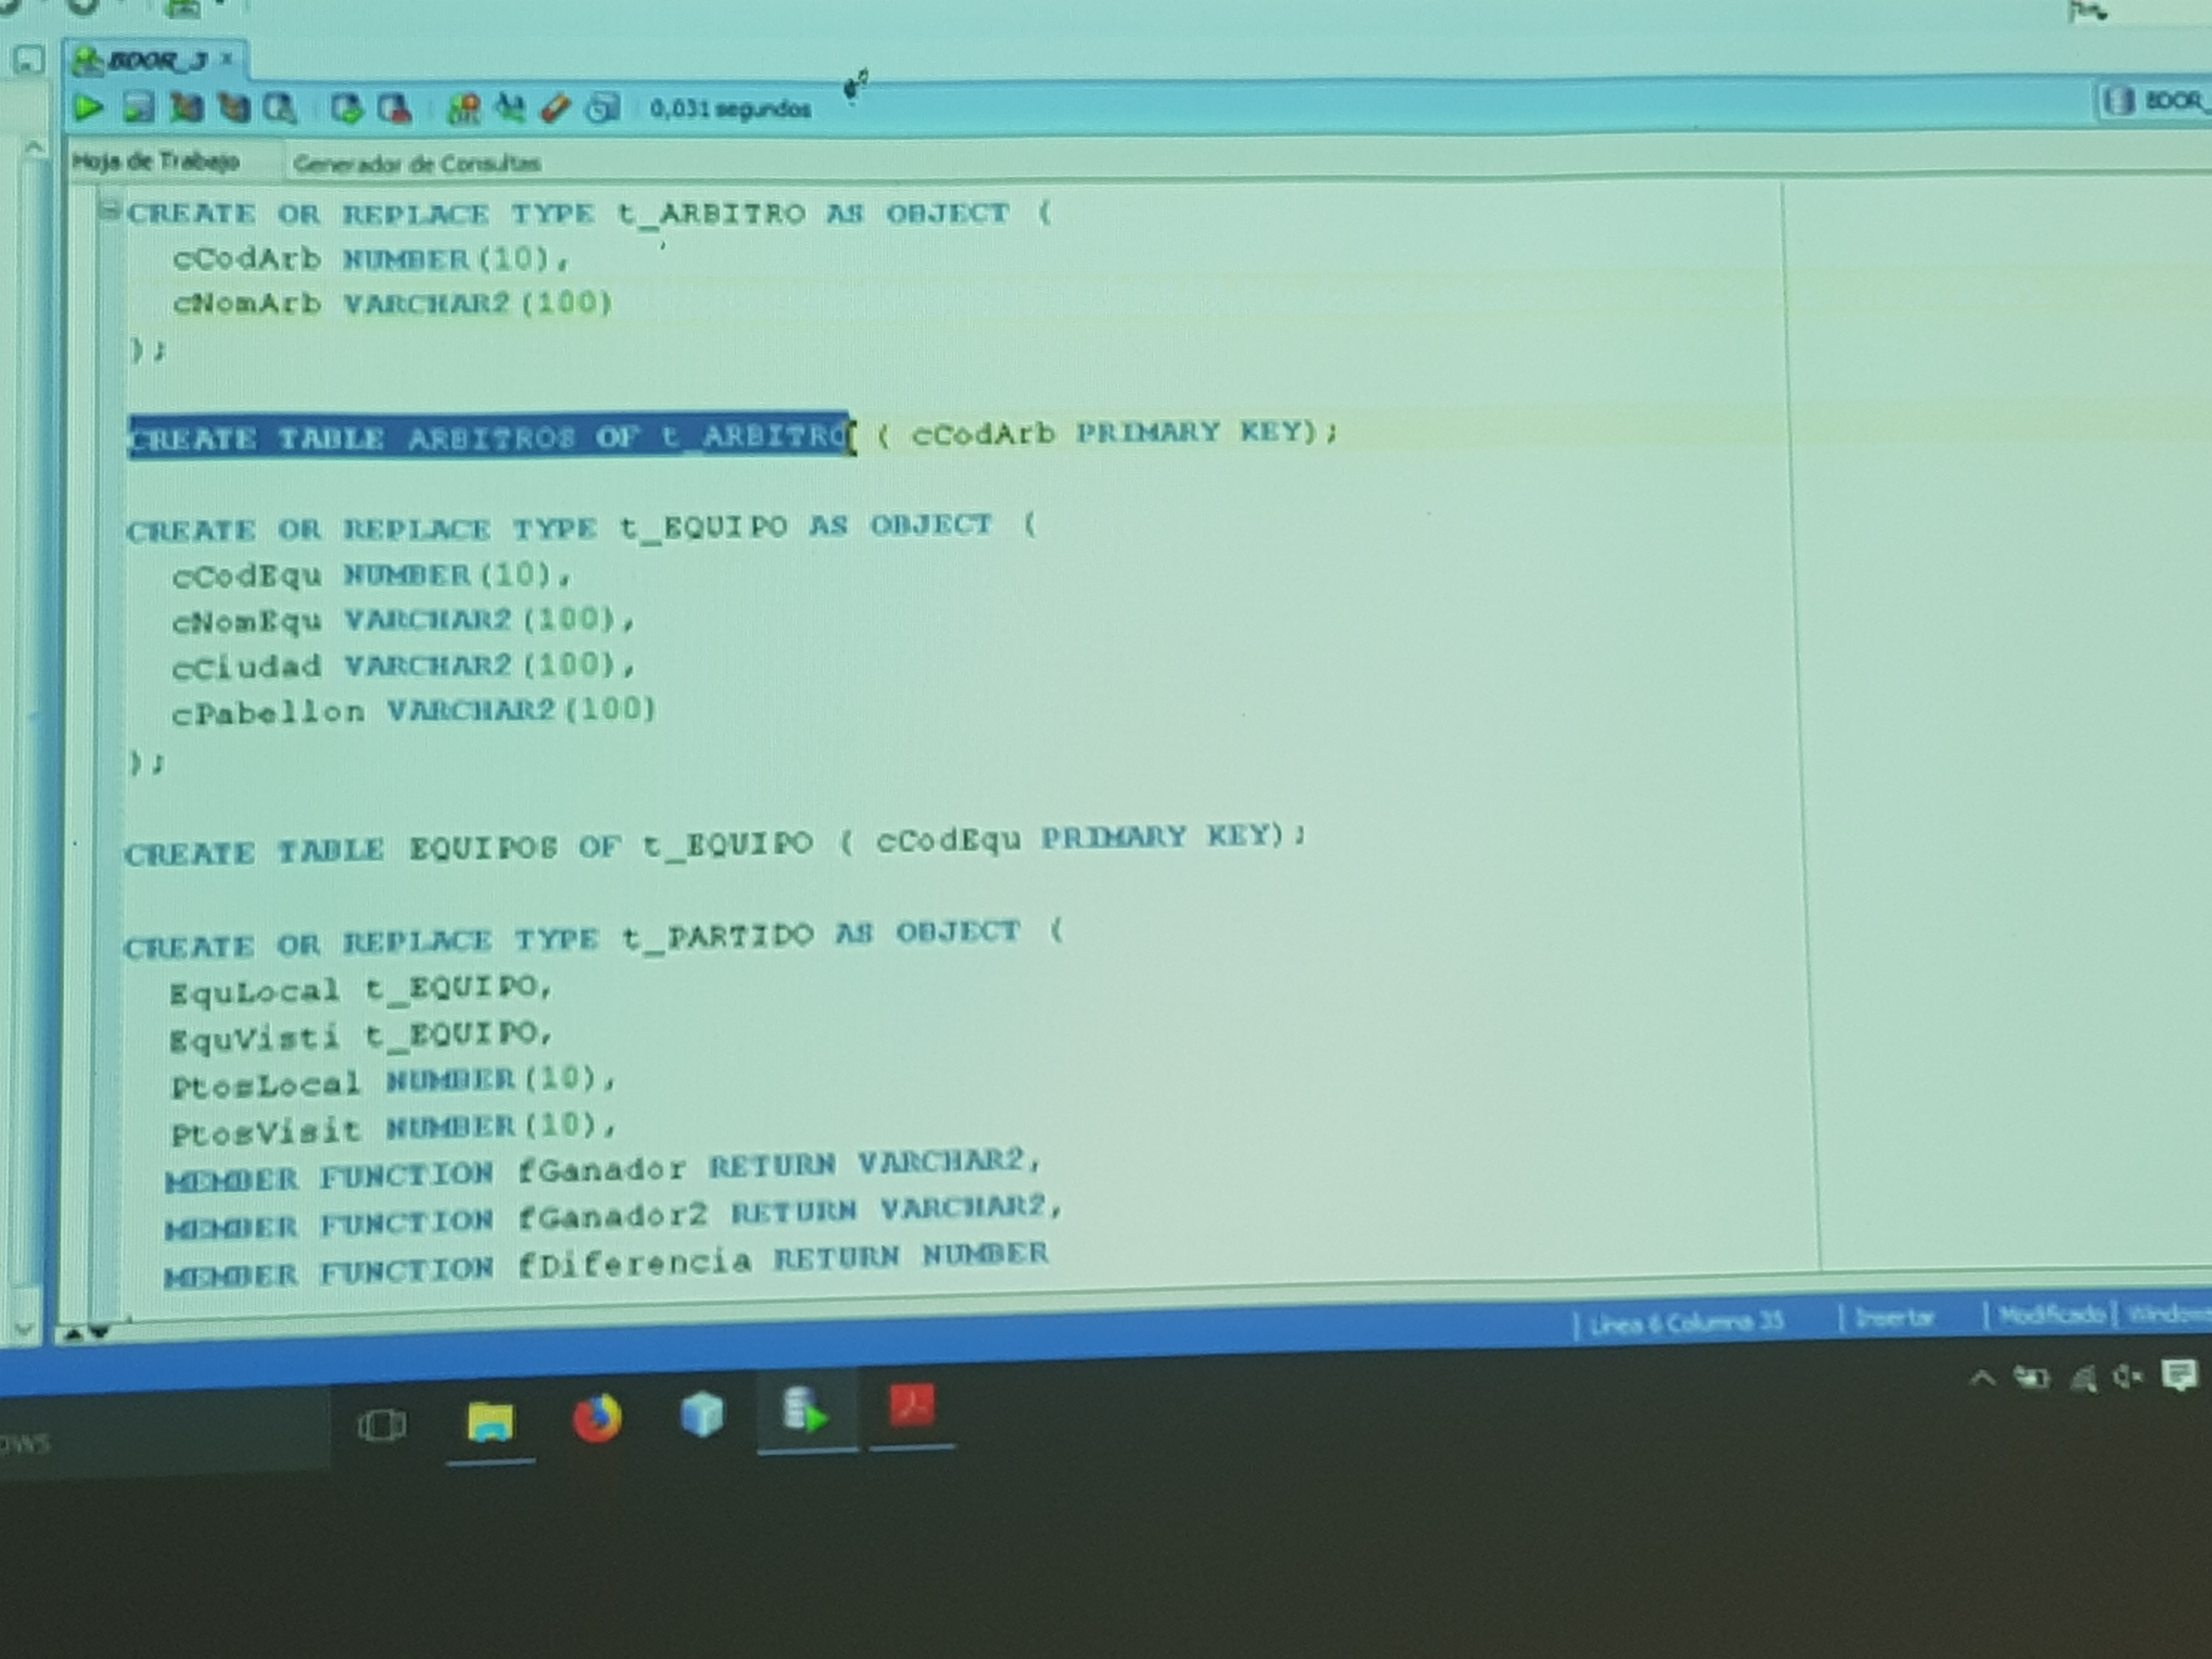 BDOR_3
0,031 segundos
BDOR_
Hoja de Trabajo Generador de Consultas
CREATE OR REPLACE TYPE t_ARBITRO AS OBJECT (
cCodArb NUMBER(10),
cNomArb VARCHAR2(100)
);
CREATE TABLE ARBITROS OF t_ARBITRO ( cCodArb PRIMARY KEY);
CREATE OR REPLACE TYPE t_EQUIPO AS OBJECT (
cCodEqu NUMBER(10),
cNomEqu VARCHAR2(100),
cCiudad VARCHAR2(100),
cPabellon VARCHAR2(100)
);
CREATE TABLE EQUIPOS OF t_EQUIPO ( cCodEqu PRIMARY KEY);
CREATE OR REPLACE TYPE t_PARTIDO AS OBJECT (
EquLocal t_EQUIPO,
EquVisti t_EQUIPO,
PtosLocal NUMBER(10),
PtosVisit NUMBER(10),
MEMBER FUNCTION fGanador RETURN VARCHAR2,
MEMBER FUNCTION fGanador2 RETURN VARCHAR2,
MEMBER FUNCTION fDiferencia RETURN NUMBER
Línea 6 Columna 35 | Insertar | Modificado | Windows
ows